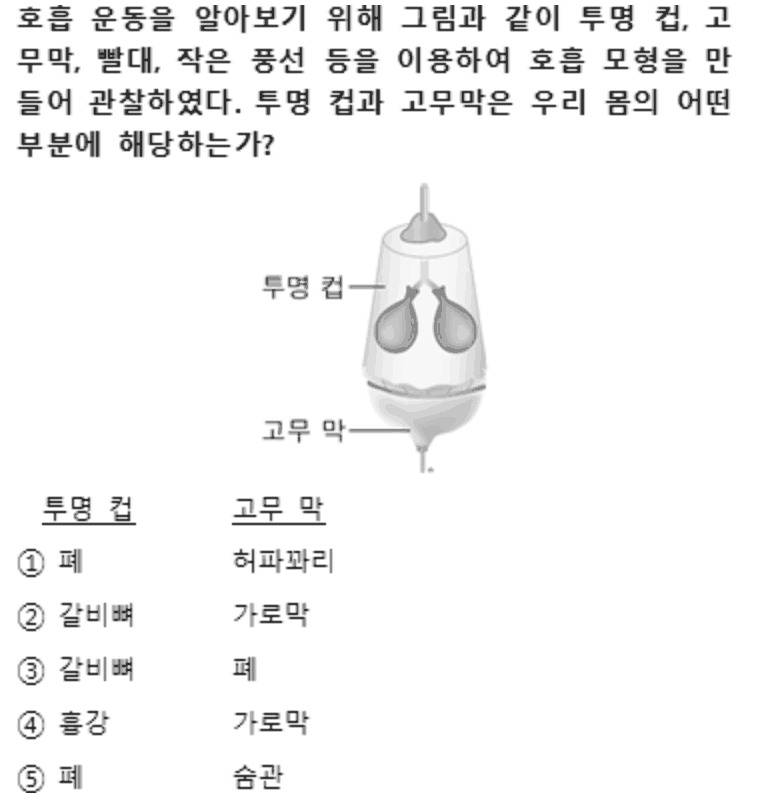 호흡 운동을 알아보기 위해 그림과 같이 투명 컵, 고
무막, 빨대, 작은 풍선 등을 이용하여 호흡 모형을 만
들어 관찰하였다. 투명 컵과 고무막은 우리 몸의 어떤
부분에 해당하는가?
투명 컵
고무 막
투명 컵 고무 막
① 폐 허파꽈리
② 갈비뼈 가로막
③ 갈비뼈 폐
④ 흉강 가로막
⑤ 폐 숨관